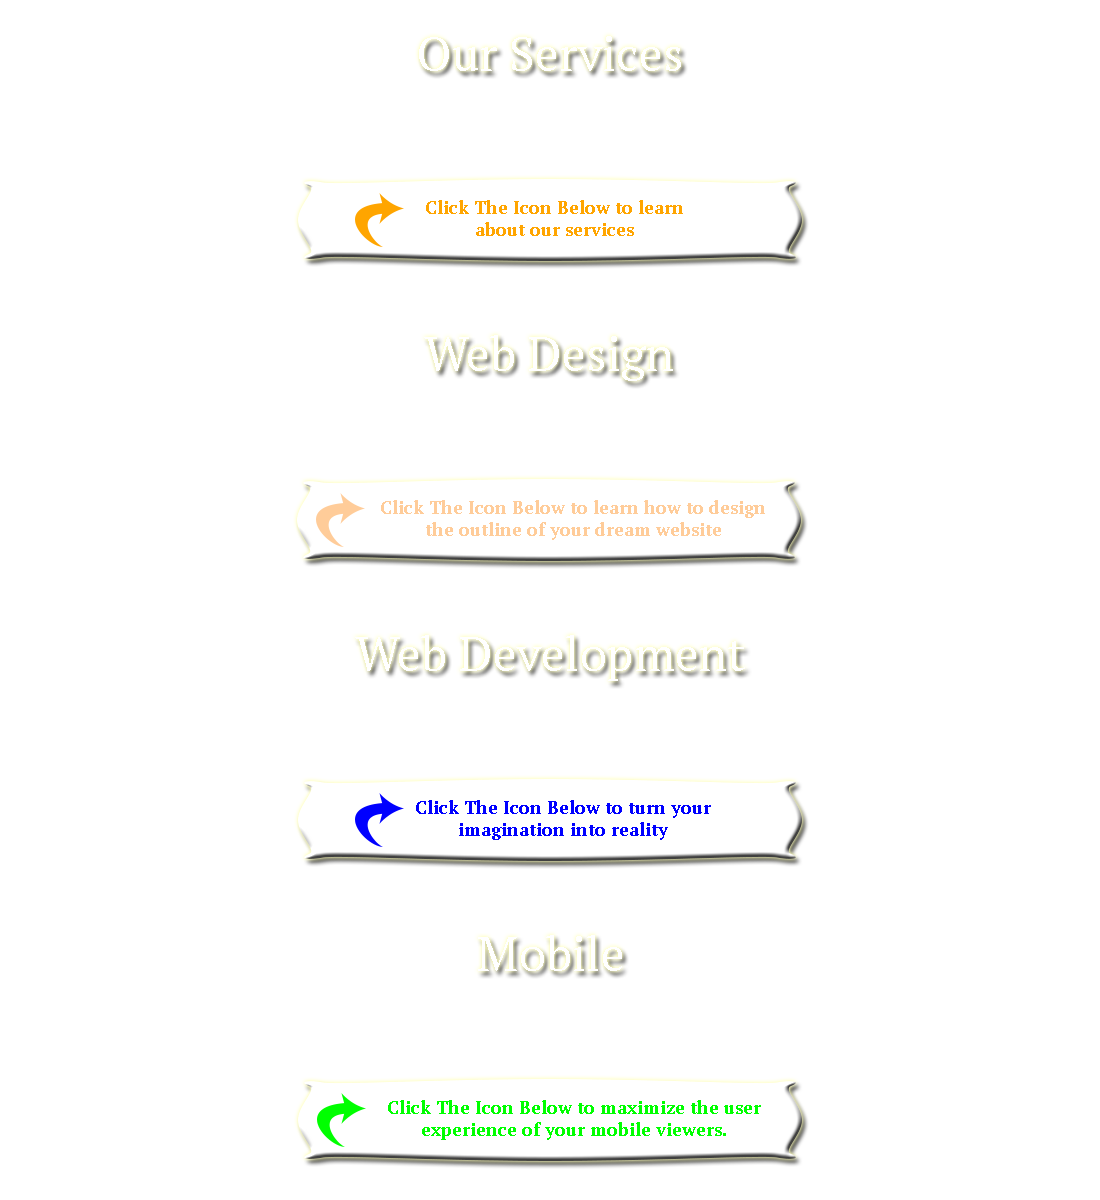 Our Services
Click The Icon Below to learn
about our services
Web Design
Click The Icon Below to learn how to design
the outline of your dream website
Web Development
Click The Icon Below to turn your
imagination into reality
Mobile
Click The Icon Below to maximize the user
experience of your mobile viewers.